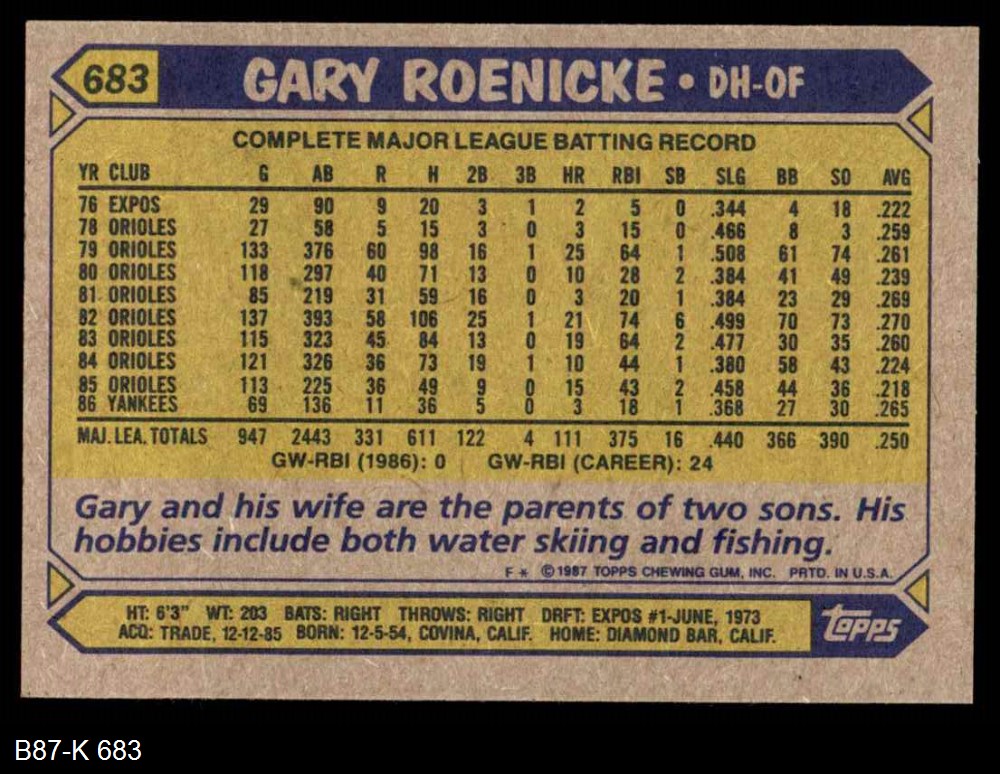 683 GARY ROENICKE • DH-OF
COMPLETE MAJOR LEAGUE BATTING RECORD
YR CLUB G AB R H 2B 3B HR RBI SB SLG BB SO AVG
76 EXPOS 29 90 9 20 3 1 2 5 0 .344 4 18 .222
78 ORIOLES 27 58 5 15 3 0 3 15 0 .466 8 3 .259
79 ORIOLES 133 376 60 98 16 1 25 64 1 .508 61 74 .261
80 ORIOLES 118 297 40 71 13 0 10 28 2 .384 41 49 .239
81 ORIOLES 85 219 31 59 16 0 3 20 1 .384 23 29 .269
82 ORIOLES 137 393 58 106 25 1 21 74 6 .499 70 73 .270
83 ORIOLES 115 323 45 84 13 0 19 64 2 .477 30 35 .260
84 ORIOLES 121 326 36 73 19 1 10 44 1 .380 58 43 .224
85 ORIOLES 113 225 36 49 9 0 15 43 2 .458 44 36 .218
86 YANKEES 69 136 11 36 5 0 3 18 1 .368 27 30 .265
MAJ. LEA. TOTALS 947 2443 331 611 122 4 111 375 16 .440 366 390 .250
GW-RBI (1986): 0 GW-RBI (CAREER): 24
Gary and his wife are the parents of two sons. His
hobbies include both water skiing and fishing.
F * © 1987 TOPPS CHEWING GUM, INC. PRTD. IN U.S.A.
HT: 6'3" WT: 203 BATS: RIGHT THROWS: RIGHT DRFT: EXPOS #1-JUNE, 1973
ACQ: TRADE, 12-12-85 BORN: 12-5-54, COVINA, CALIF. HOME: DIAMOND BAR, CALIF.
topps
B87-K 683